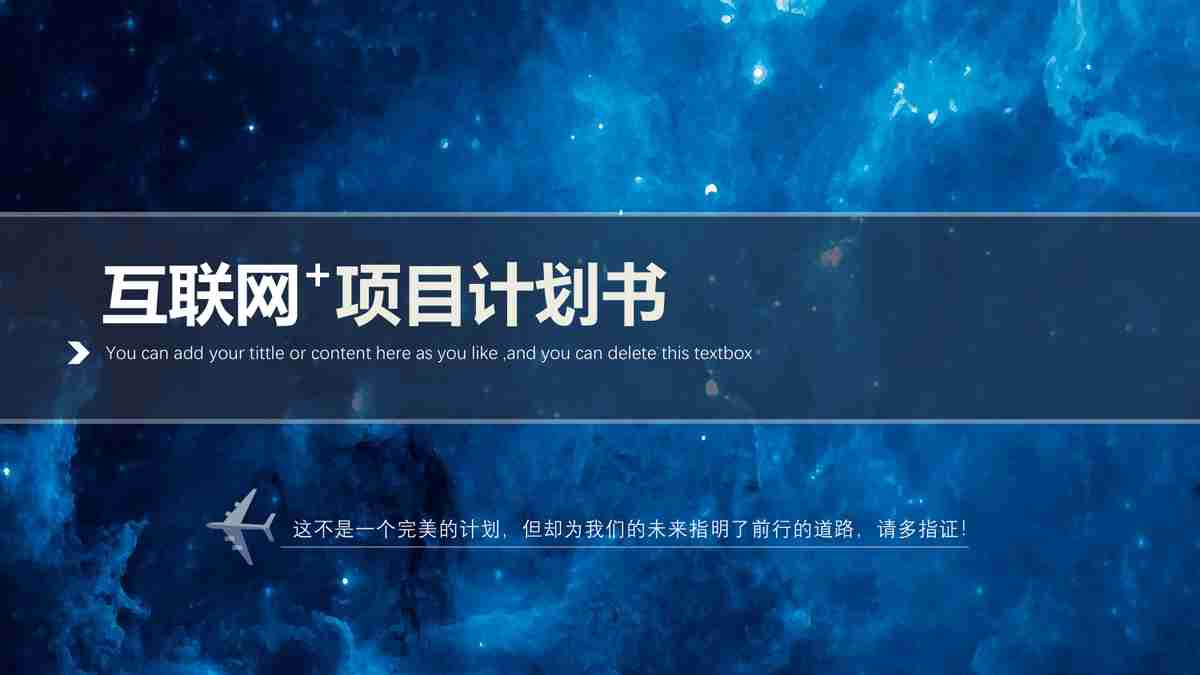 互联网+项目计划书
You can add your tittle or content here as you like ,and you can delete this textbox
这不是一个完美的计划，但却为我们的未来指明了前行的道路，请多指证！